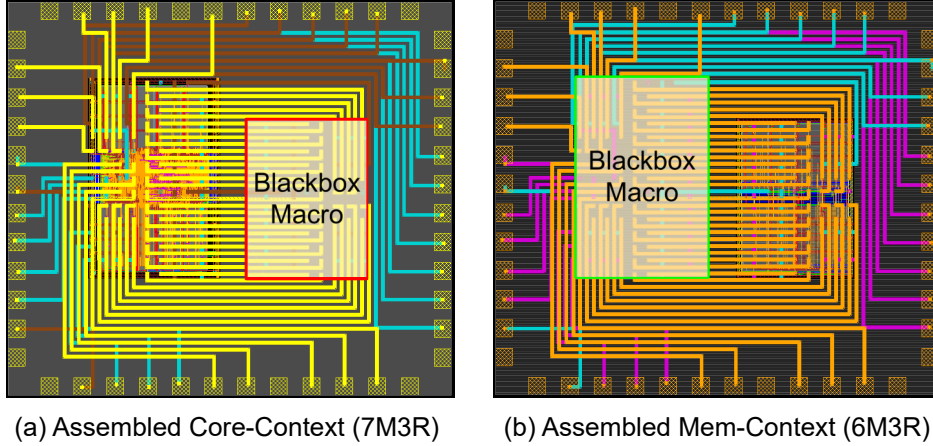 Blackbox
Macro
Blackbox
Macro
(a) Assembled Core-Context (7M3R)
(b) Assembled Mem-Context (6M3R)